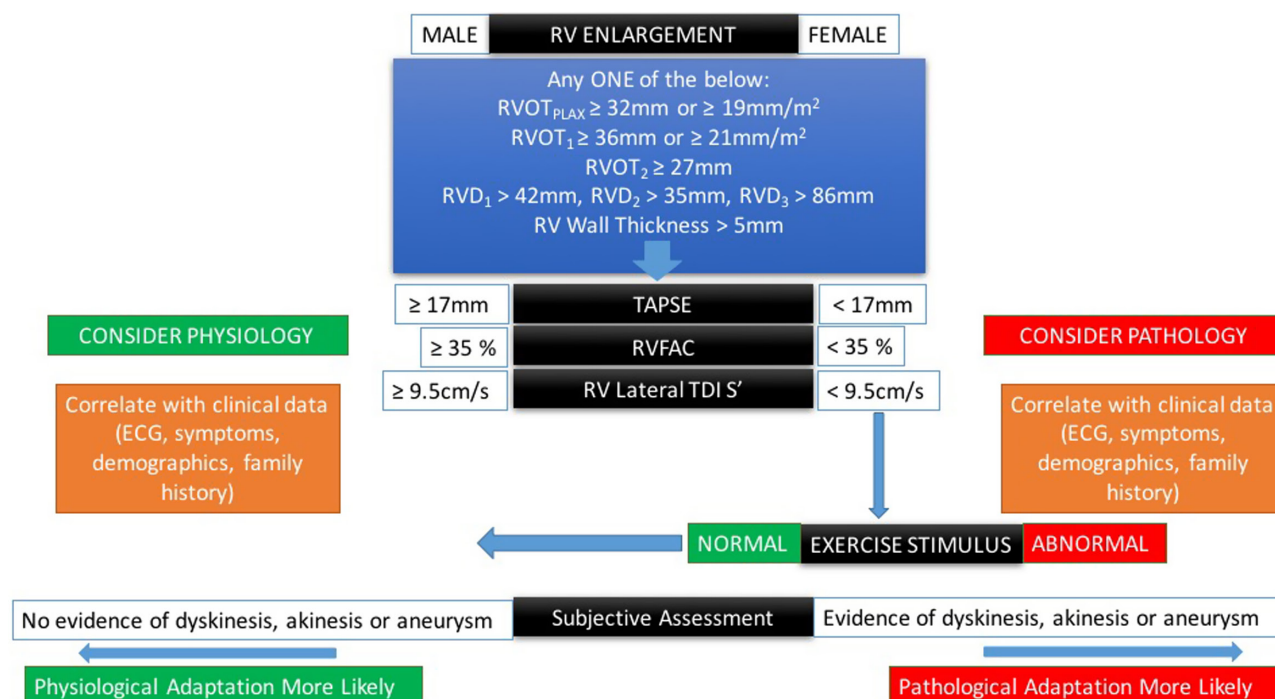 MALE RV ENLARGEMENT FEMALE
Any ONE of the below:
RVOT_PLAX ≥ 32mm or ≥ 19mm/m²
RVOT₁ ≥ 36mm or ≥ 21mm/m²
RVOT₂ ≥ 27mm
RVD₁ > 42mm, RVD₂ > 35mm, RVD₃ > 86mm
RV Wall Thickness > 5mm
≥ 17mm TAPSE < 17mm
CONSIDER PHYSIOLOGY
≥ 35 % RVFAC < 35 %
CONSIDER PATHOLOGY
≥ 9.5cm/s RV Lateral TDI S’ < 9.5cm/s
Correlate with clinical data
(ECG, symptoms,
demographics, family
history)
Correlate with clinical data
(ECG, symptoms,
demographics, family
history)
NORMAL EXERCISE STIMULUS ABNORMAL
No evidence of dyskinesis, akinesis or aneurysm Subjective Assessment Evidence of dyskinesis, akinesis or aneurysm
Physiological Adaptation More Likely
Pathological Adaptation More Likely